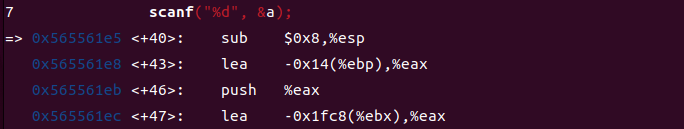 7 scanf("%d", &a);
=> 0x565561e5 <+40>: sub $0x8,%esp
0x565561e8 <+43>: lea -0x14(%ebp),%eax
0x565561eb <+46>: push %eax
0x565561ec <+47>: lea -0x1fc8(%ebx),%eax